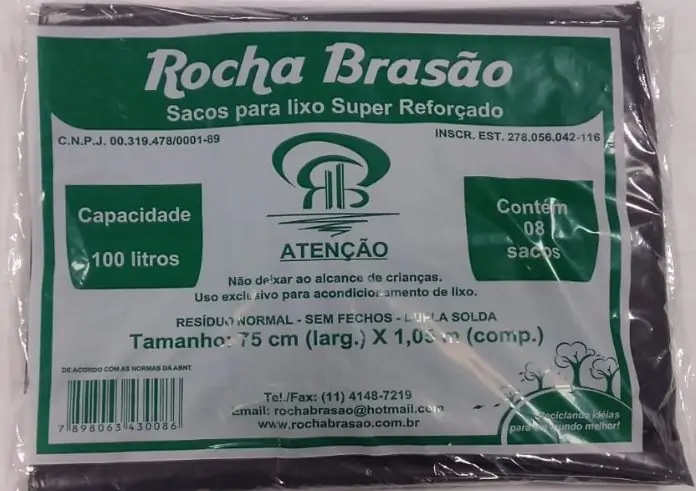 Rocha Brasão
Sacos para lixo Super Reforçado
C.N.P.J. 00.319.478/0001-89
INSCR. EST. 278.056.042-116
RB
Capacidade
100 litros
Contém
08
sacos
ATENÇÃO
Não deixar ao alcance de crianças.
Uso exclusivo para acondicionamento de lixo.
RESÍDUO NORMAL - SEM FECHOS - DUPLA SOLDA
Tamanho: 75 cm (larg.) X 1,05 m (comp.)
DE ACORDO COM AS NORMAS DA ABNT.
7 898063 430086
Tel./Fax: (11) 4148-7219
Email: rochabrasao@hotmail.com
www.rochabrasao.com.br
Reciclando idéias
para um mundo melhor!